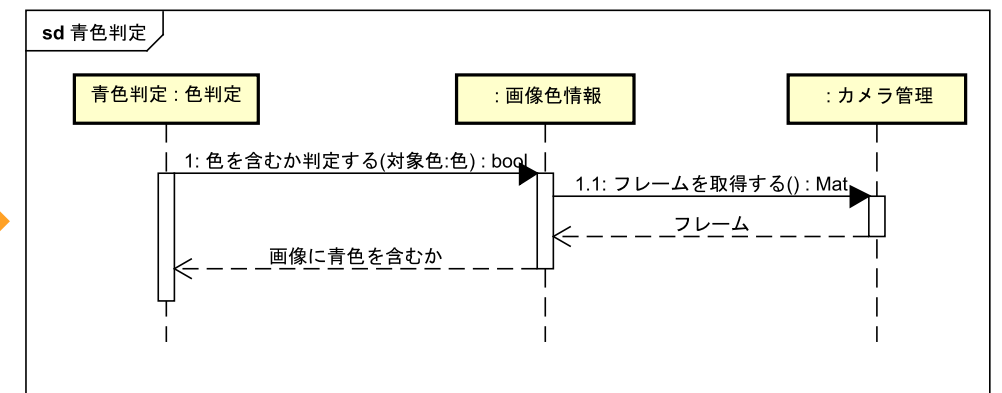 sd 青色判定
青色判定 : 色判定
: 画像色情報
: カメラ管理
1: 色を含むか判定する(対象色:色) : bool
1.1: フレームを取得する() : Mat
フレーム
画像に青色を含むか